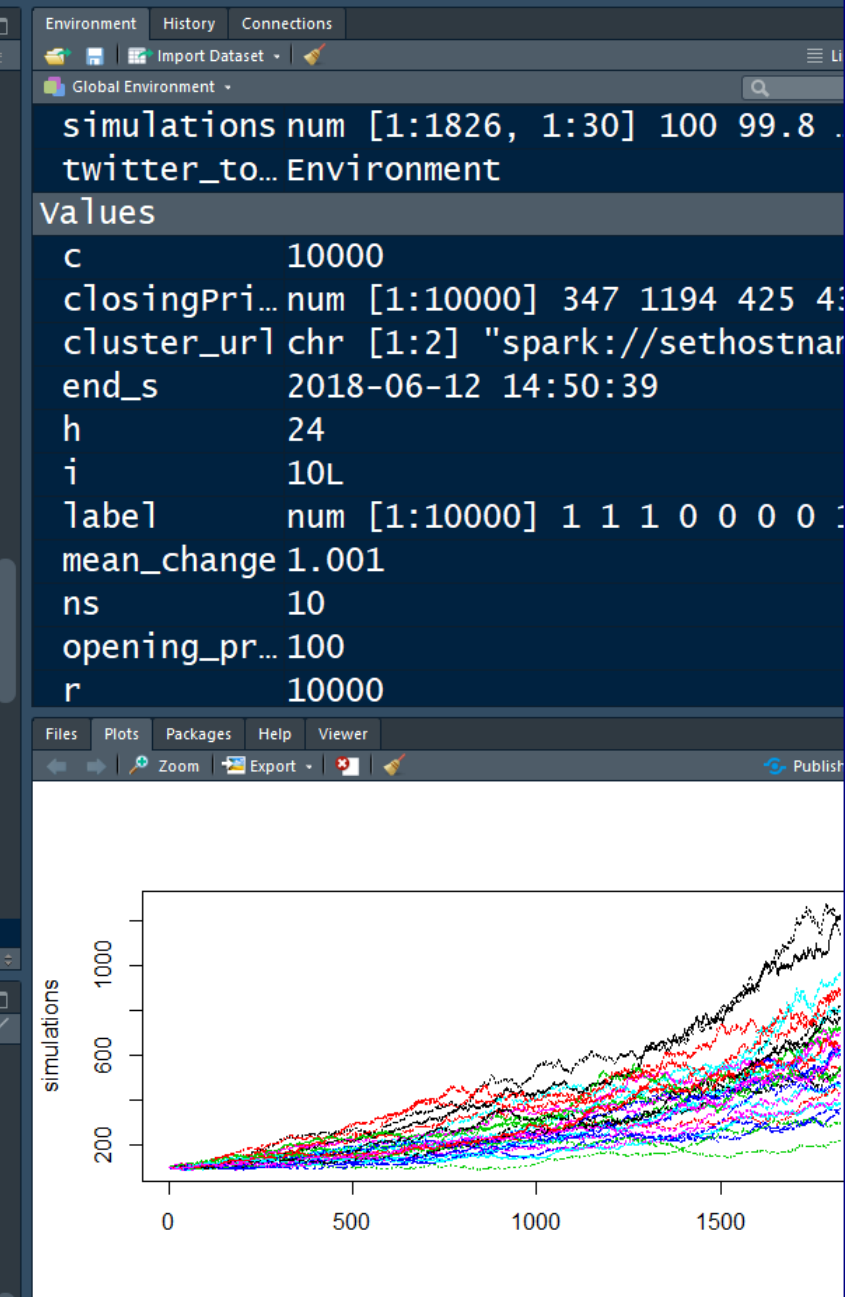 Environment History Connections
Import Dataset
Global Environment
simulations num [1:1826, 1:30] 100 99.8
twitter_to… Environment
Values
c 10000
closingPri… num [1:10000] 347 1194 425
cluster_url chr [1:2] "spark://sethostna
end_s 2018-06-12 14:50:39
h 24
i 10L
label num [1:10000] 1 1 1 0 0 0 0 1
mean_change 1.001
ns 10
opening_pr… 100
r 10000
Files Plots Packages Help Viewer
Zoom Export Publish
simulations
1000
600
200
0 500 1000 1500